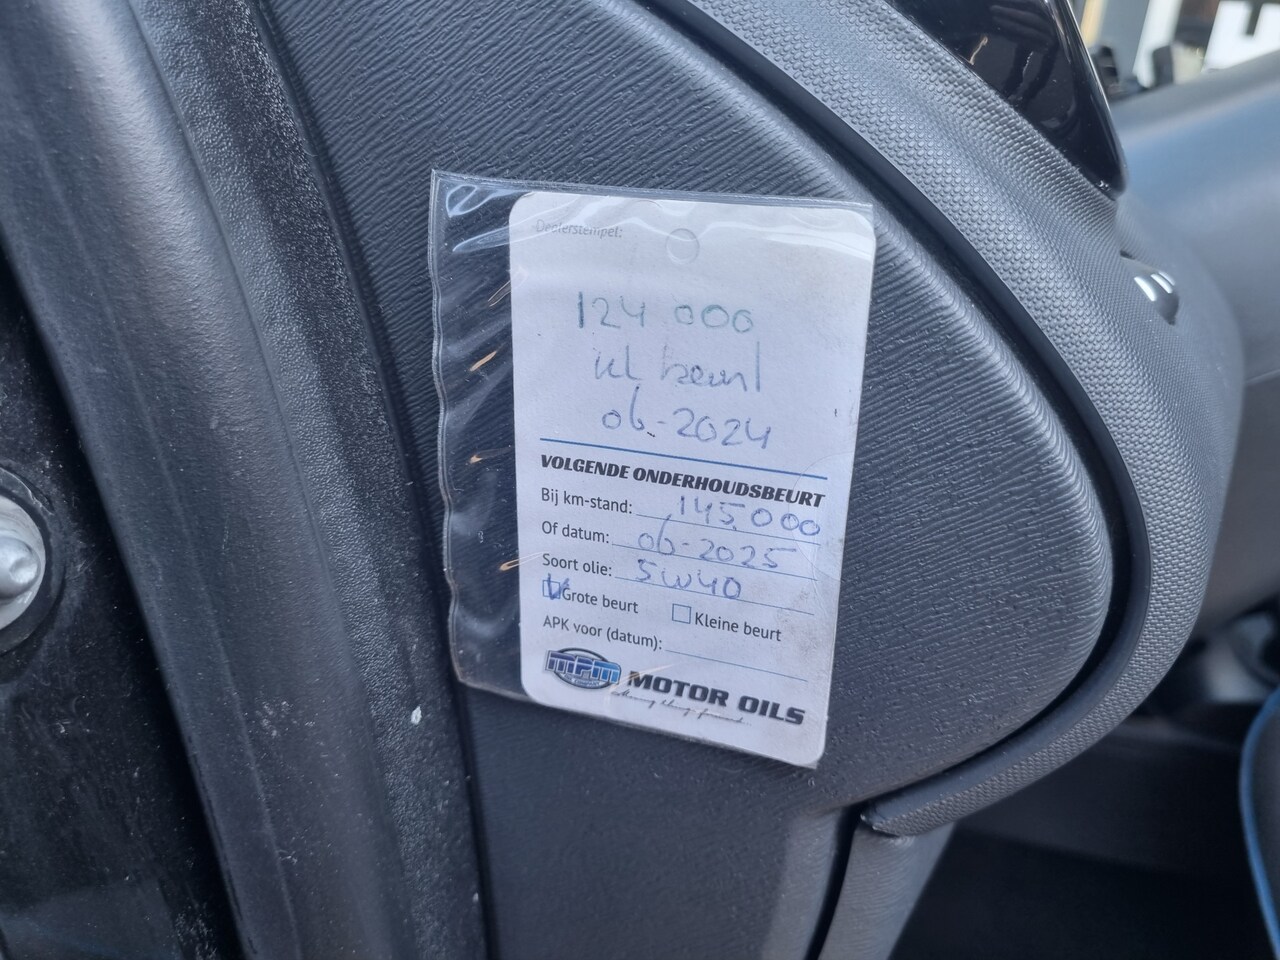 Dealerstempel:
124 000
06-2024
VOLGENDE ONDERHOUDSBEURT
Bij km-stand: 145.000
Of datum: 06-2025
Soort olie: 5W40
Grote beurt Kleine beurt
APK voor (datum):
MPM MOTOR OILS